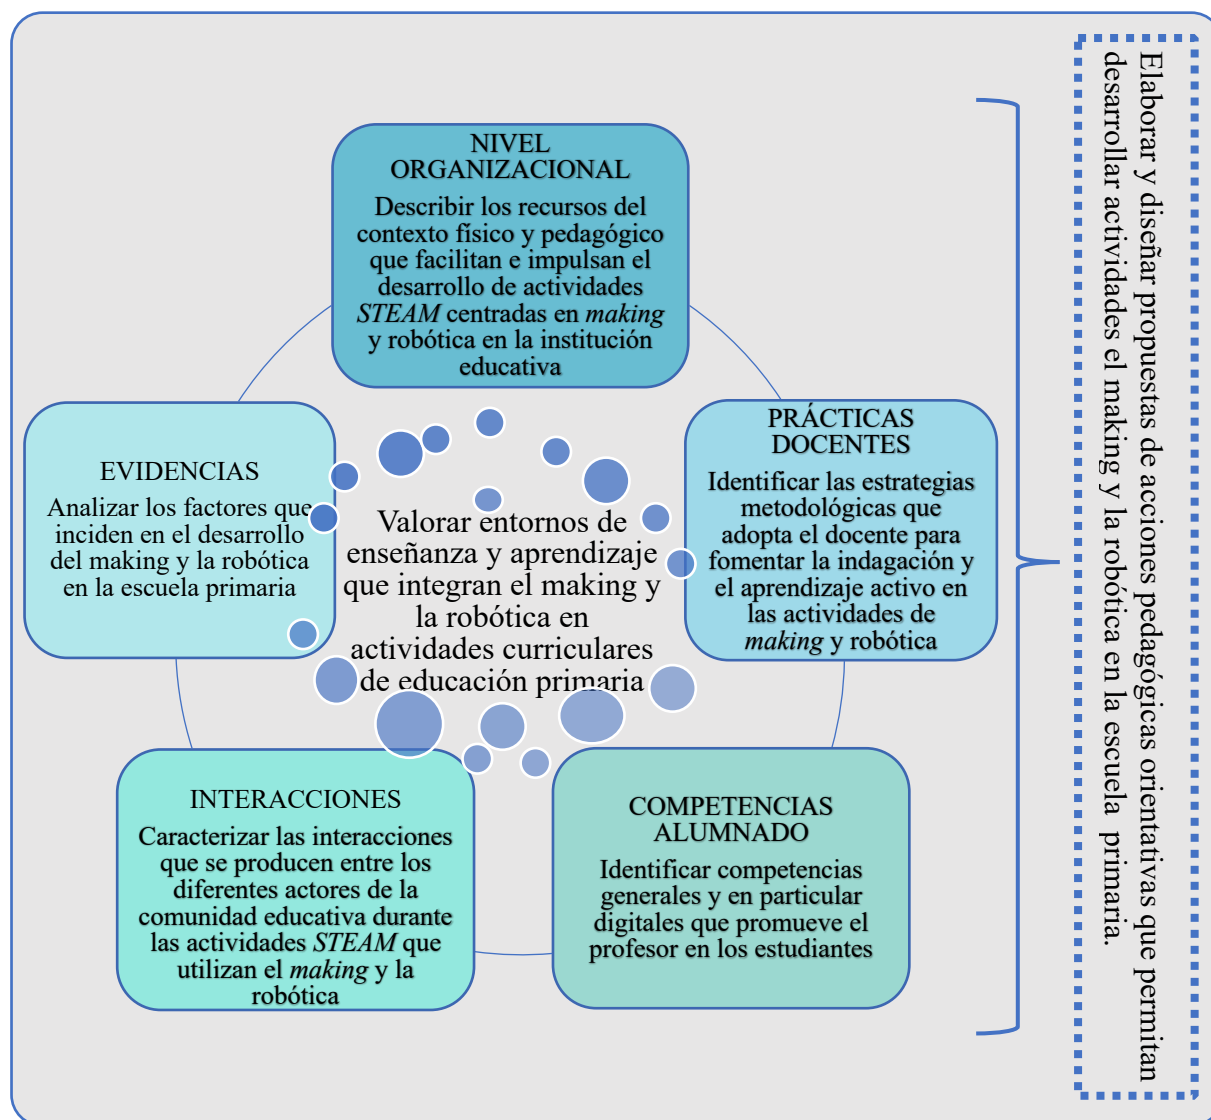 NIVEL
ORGANIZACIONAL
Describir los recursos del
contexto físico y pedagógico
que facilitan e impulsan el
desarrollo de actividades
STEAM centradas en making
y robótica en la institución
educativa
PRÁCTICAS
DOCENTES
Identificar las estrategias
metodológicas que
adopta el docente para
fomentar la indagación y
el aprendizaje activo en
las actividades de
making y robótica
COMPETENCIAS
ALUMNADO
Identificar competencias
generales y en particular
digitales que promueve el
profesor en los estudiantes
INTERACCIONES
Caracterizar las interacciones
que se producen entre los
diferentes actores de la
comunidad educativa durante
las actividades STEAM que
utilizan el making y la
robótica
EVIDENCIAS
Analizar los factores que
inciden en el desarrollo
del making y la robótica
en la escuela primaria
Valorar entornos de
enseñanza y aprendizaje
que integran el making y
la robótica en
actividades curriculares
de educación primaria
Elaborar y diseñar propuestas de acciones pedagógicas orientativas que permitan
desarrollar actividades el making y la robótica en la escuela primaria.